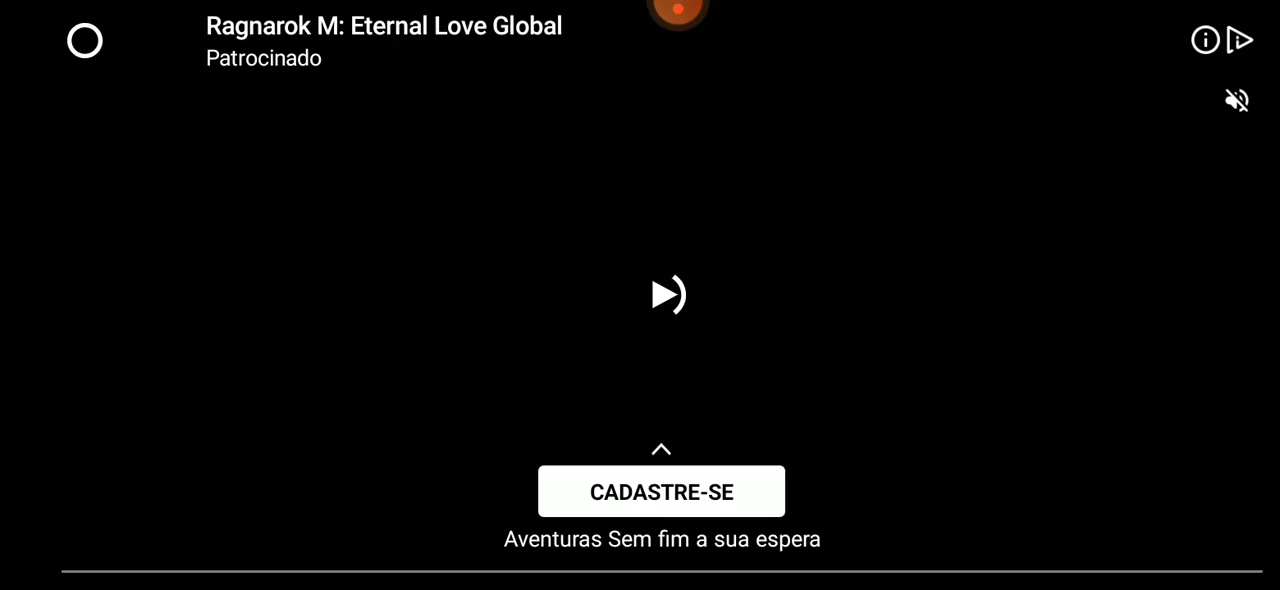 Ragnarok M: Eternal Love Global
Patrocinado
CADASTRE-SE
Aventuras Sem fim a sua espera